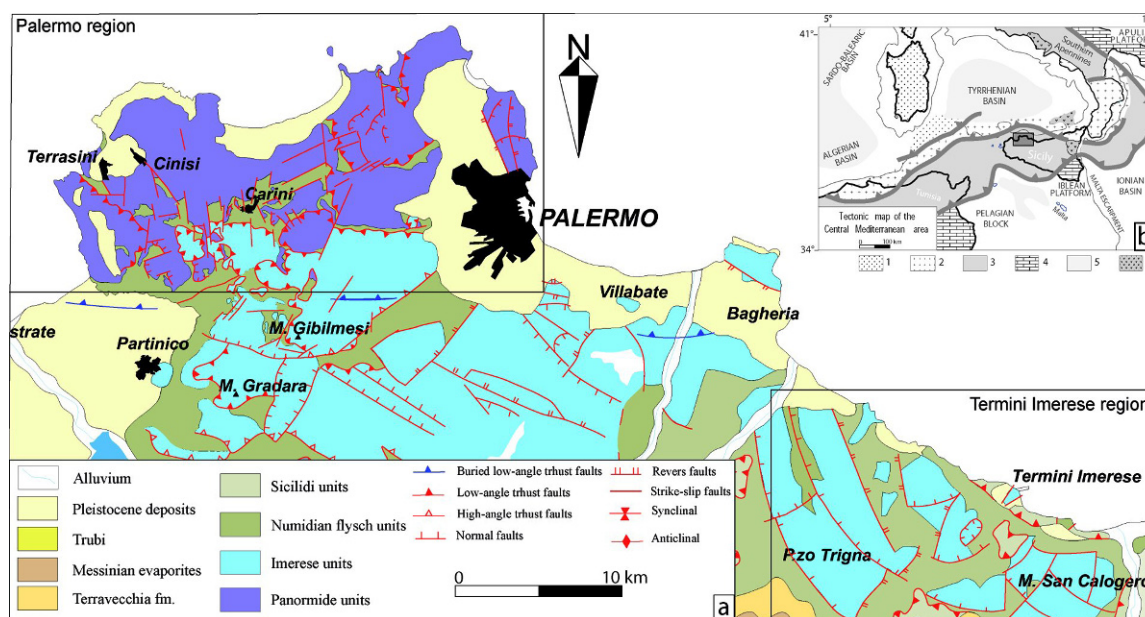 Palermo region
N
Terrasini
Cinisi
Carini
PALERMO
strate
Partinico
M. Gibilmesi
M. Gradara
Villabate
Bagheria
Termini Imerese region
Termini Imerese
P.zo Trigna
M. San Calogero
5°
1
41°
34°
SARDO-BALEARIC
BASIN
Southern
Apennines
APULI
PLATFOR
TYRRHENIAN
BASIN
ALGERIAN
BASIN
Sicily
Tunisia
IBLEAN
PLATFORM
IONIAN
BASIN
MALTA ESCARPMENT
Malta
PELAGIAN
BLOCK
Tectonic map of the
Central Mediterranean area
0 100 km
b
1 2 3 4 5 6
Alluvium
Pleistocene deposits
Trubi
Messinian evaporites
Terravecchia fm.
Sicilidi units
Numidian flysch units
Imerese units
Panormide units
Buried low-angle trhust faults
Low-angle trhust faults
High-angle trhust faults
Normal faults
Revers faults
Strike-slip faults
Synclinal
Anticlinal
0 10 km
a